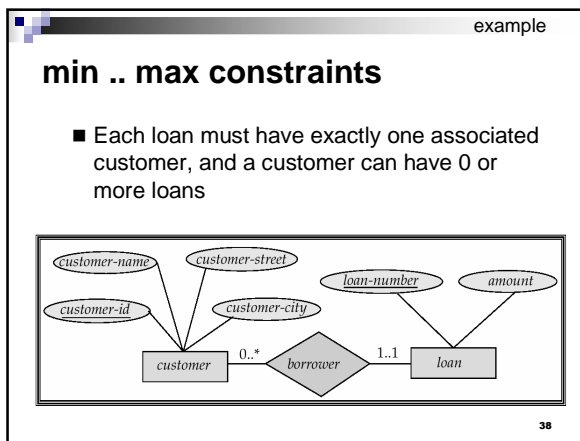 example
min .. max constraints
■ Each loan must have exactly one associated
customer, and a customer can have 0 or
more loans
customer-name
customer-street
loan-number
amount
customer-id
customer-city
customer
0..*
borrower
1..1
loan
38